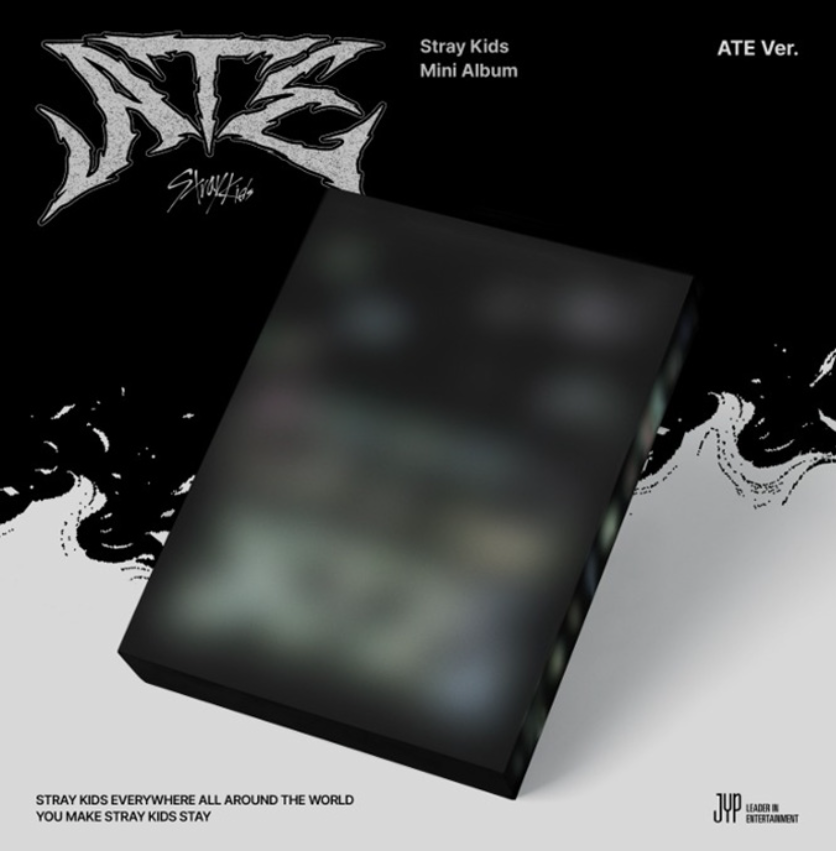 ATE
Stray Kids
Stray Kids
Mini Album
ATE Ver.
STRAY KIDS EVERYWHERE ALL AROUND THE WORLD
YOU MAKE STRAY KIDS STAY
JYP LEADER IN
ENTERTAINMENT